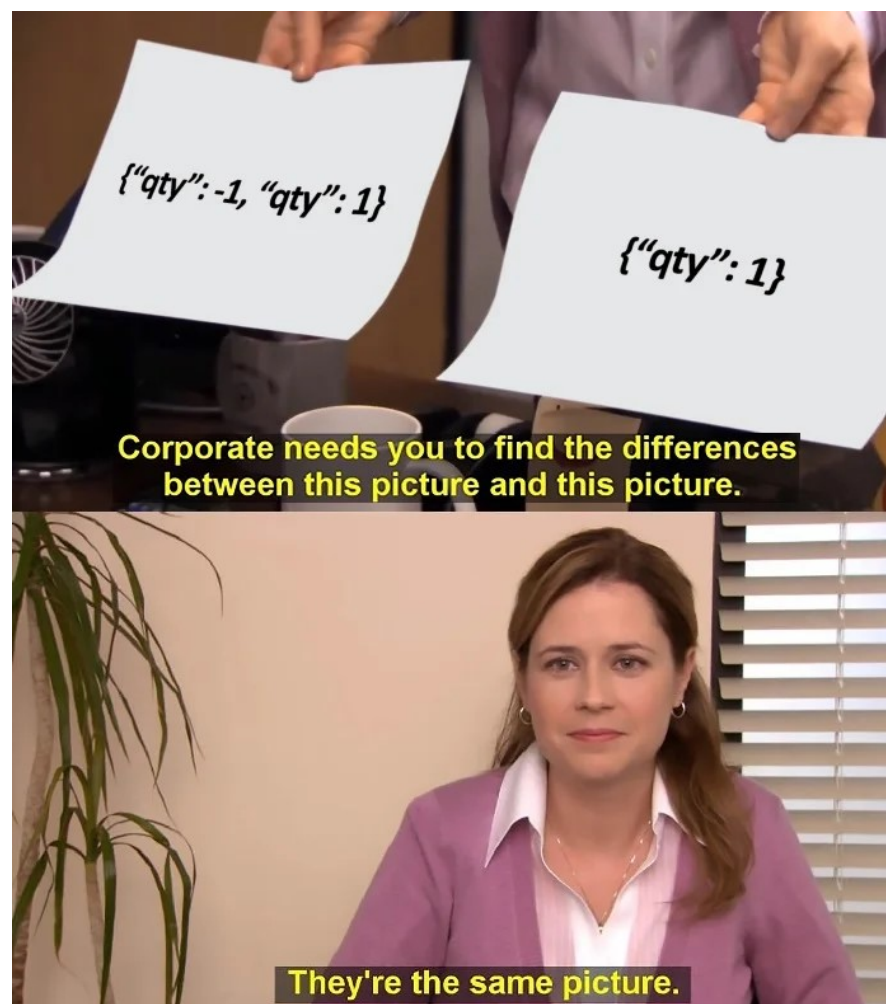 {“qty”: -1, “qty”: 1}
{“qty”: 1}
Corporate needs you to find the differences
between this picture and this picture.
They're the same picture.